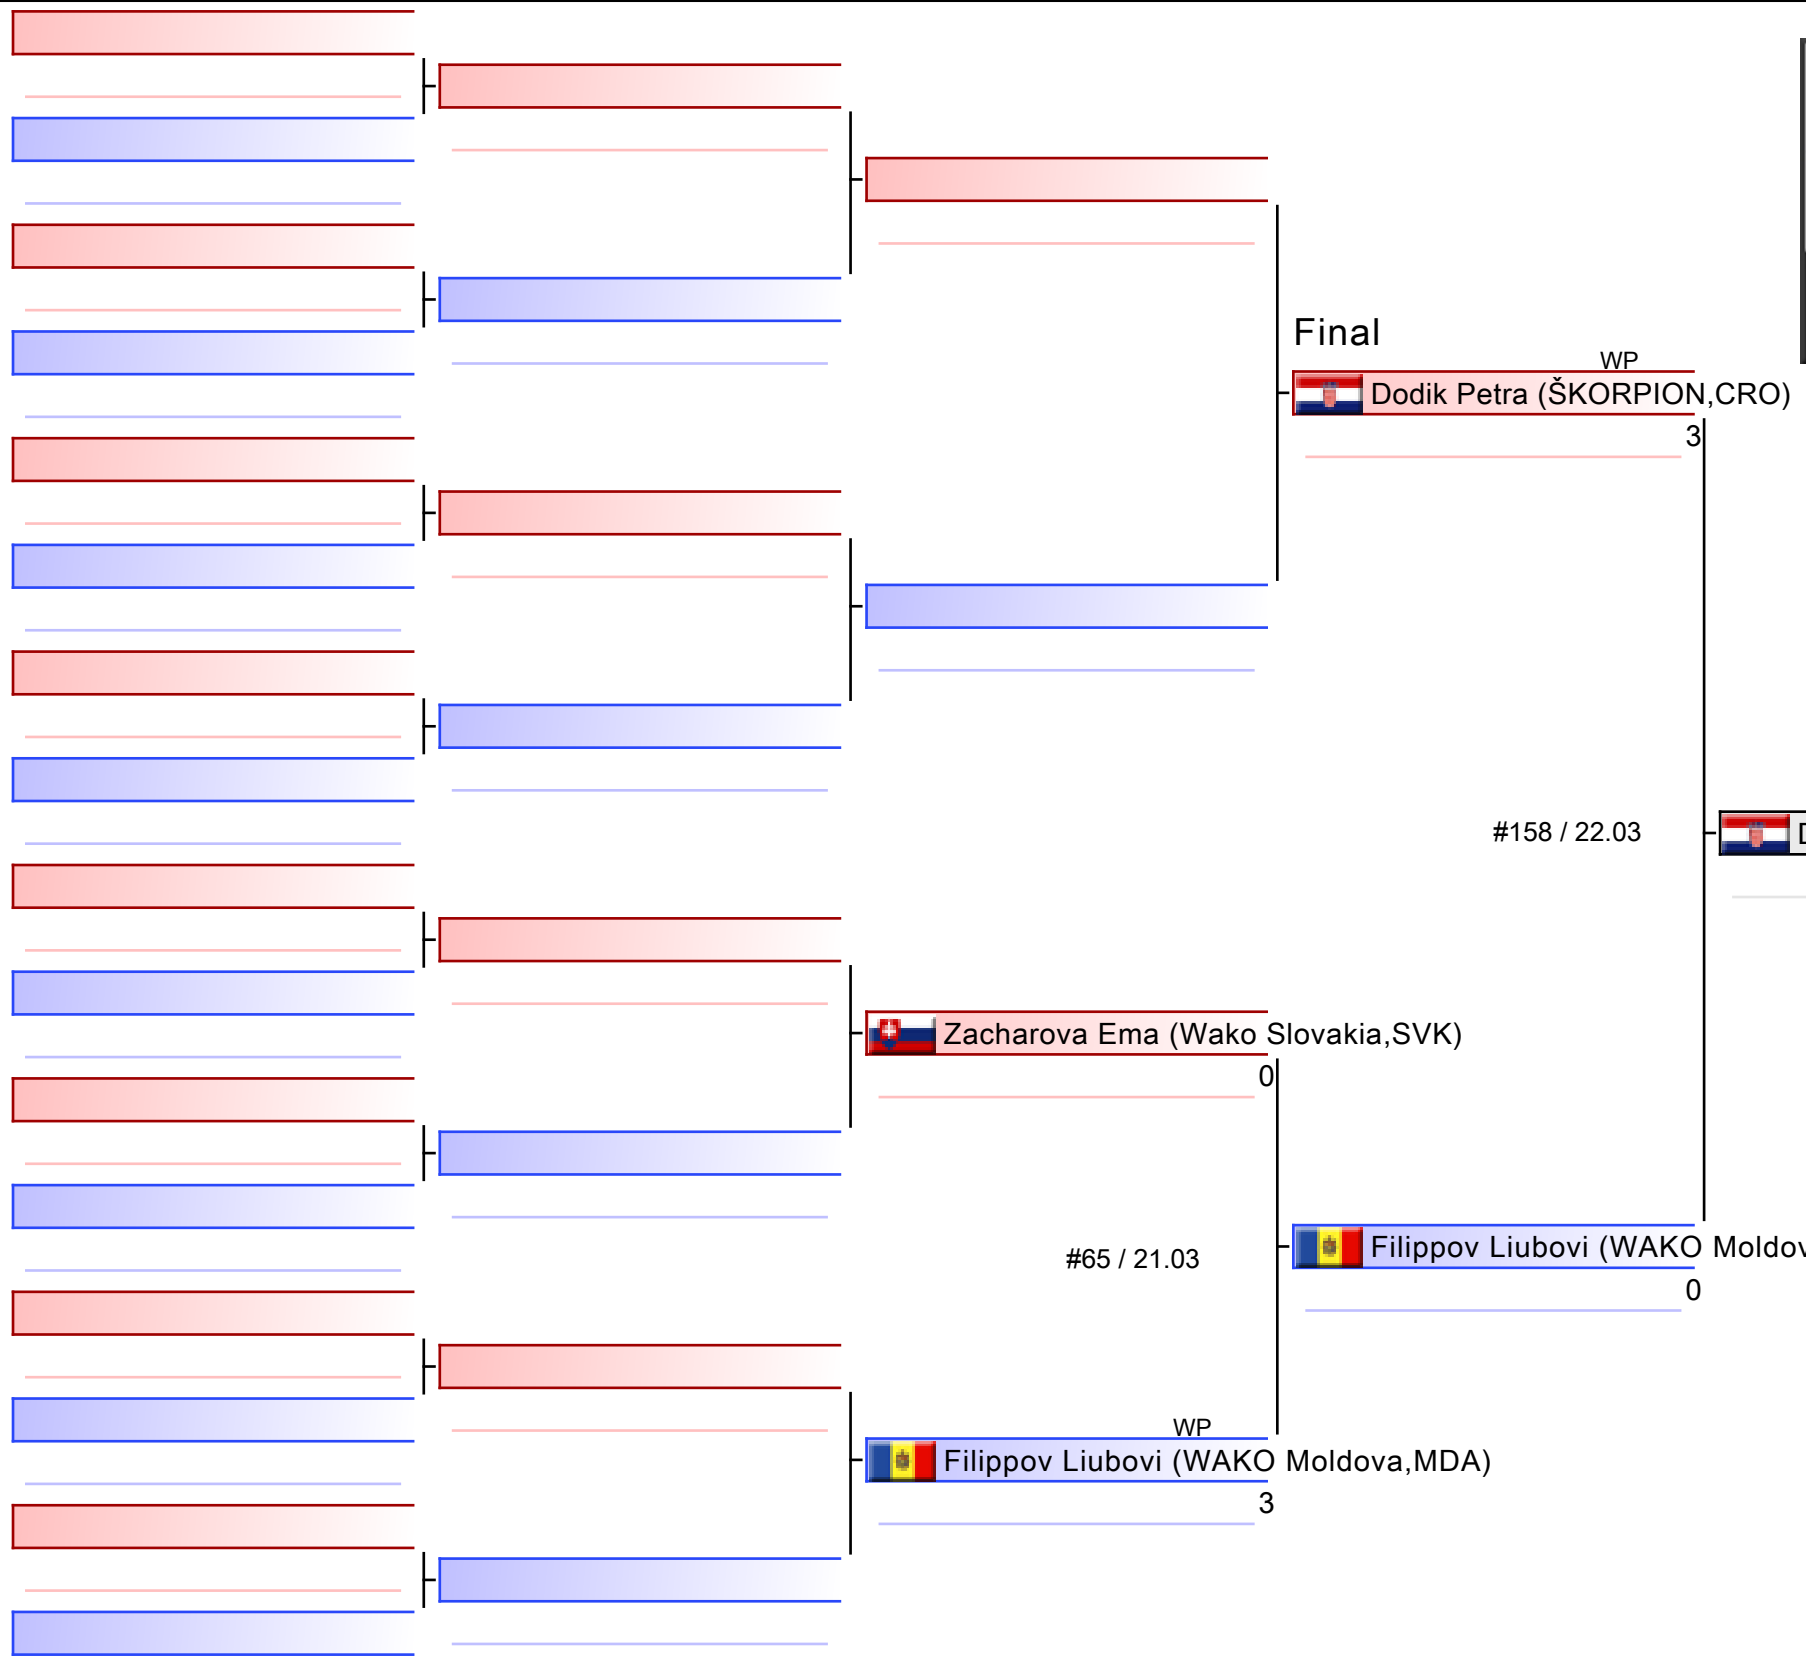 Final
WP
Dodik Petra (ŠKORPION,CRO)
3
#158 / 22.03
Zacharova Ema (Wako Slovakia,SVK)
0
#65 / 21.03
Filippov Liubovi (WAKO Moldov
0
WP
Filippov Liubovi (WAKO Moldova,MDA)
3